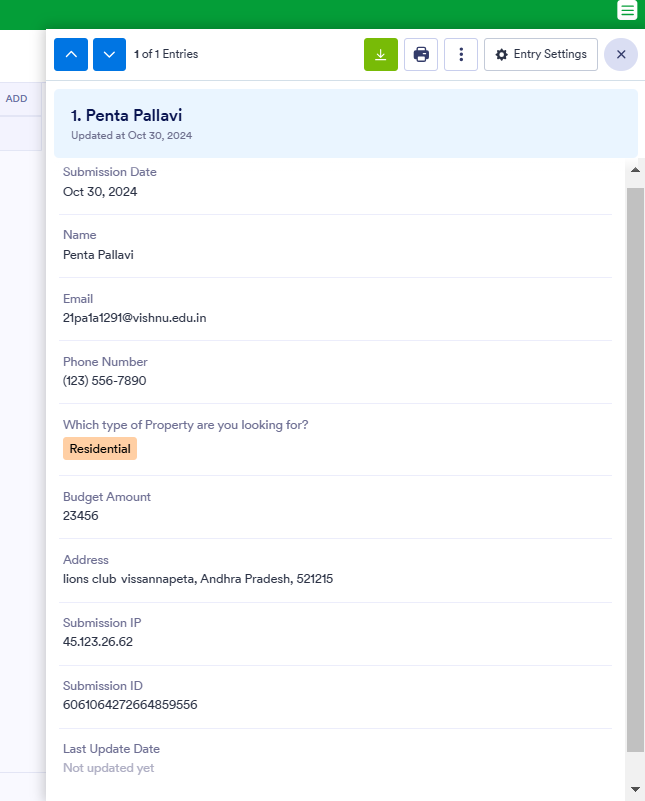 1 of 1 Entries
Entry Settings
ADD
1. Penta Pallavi
Updated at Oct 30, 2024
Submission Date
Oct 30, 2024
Name
Penta Pallavi
Email
21pa1a1291@vishnu.edu.in
Phone Number
(123) 556-7890
Which type of Property are you looking for?
Residential
Budget Amount
23456
Address
lions club vissannapeta, Andhra Pradesh, 521215
Submission IP
45.123.26.62
Submission ID
6061064272664859556
Last Update Date
Not updated yet